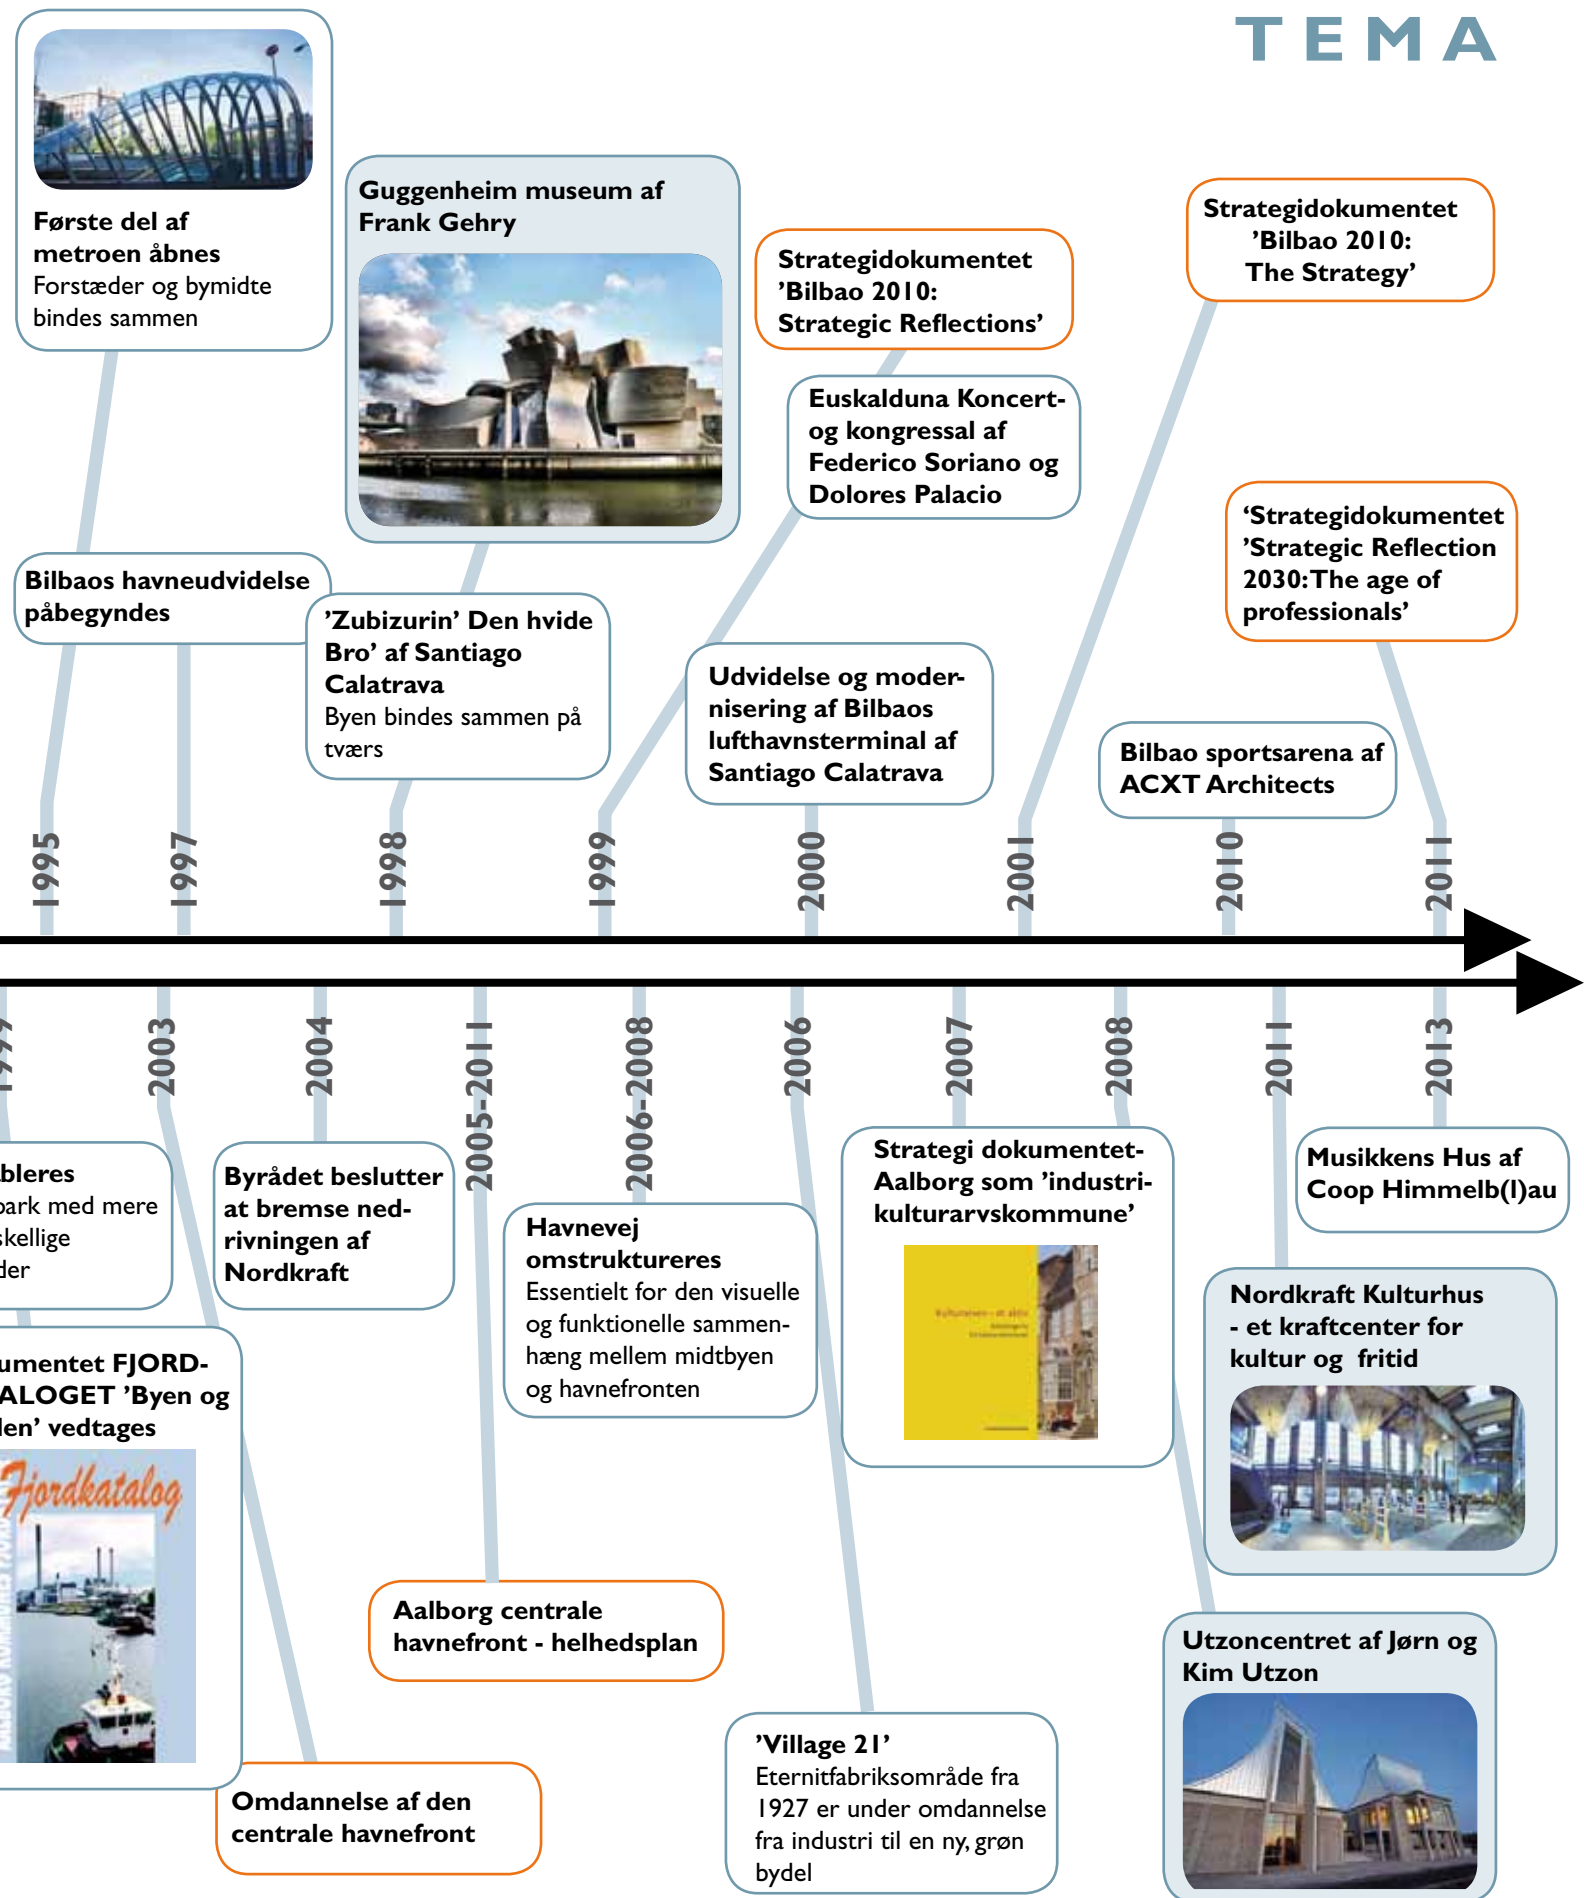 TEMA
Første del af
metroen åbnes
Forstæder og bymidte
bindes sammen
Guggenheim museum af
Frank Gehry
Strategidokumentet
’Bilbao 2010:
Strategic Reflections’
Strategidokumentet
’Bilbao 2010:
The Strategy’
Euskalduna Koncert-
og kongressal af
Federico Soriano og
Dolores Palacio
‘Strategidokumentet
’Strategic Reflection
2030:The age of
professionals’
Bilbaos havneudvidelse
påbegyndes
’Zubizurin’ Den hvide
Bro’ af Santiago
Calatrava
Byen bindes sammen på
tværs
Udvidelse og moder-
nisering af Bilbaos
lufthavnsterminal af
Santiago Calatrava
Bilbao sportsarena af
ACXT Architects
1995
1997
1998
1999
2000
2001
2010
2011
1999
2003
2004
2005-2011
2006-2008
2006
2007
2008
2011
2013
bleres
park med mere
skellige
der
Byrådet beslutter
at bremse ned-
rivningen af
Nordkraft
Havnevej
omstruktureres
Essentielt for den visuelle
og funktionelle sammen-
hæng mellem midtbyen
og havnefronten
Strategi dokumentet-
Aalborg som ’industri-
kulturarvskommune’
Kulturarven - et aktiv
Musikkens Hus af
Coop Himmelb(l)au
Nordkraft Kulturhus
- et kraftcenter for
kultur og fritid
umentet FJORD-
ALOGET ’Byen og
len’ vedtages
Fjordkatalog
AALBORG KOMMUNES FJORD
Aalborg centrale
havnefront - helhedsplan
Utzoncentret af Jørn og
Kim Utzon
’Village 21’
Eternitfabriksområde fra
1927 er under omdannelse
fra industri til en ny, grøn
bydel
Omdannelse af den
centrale havnefront